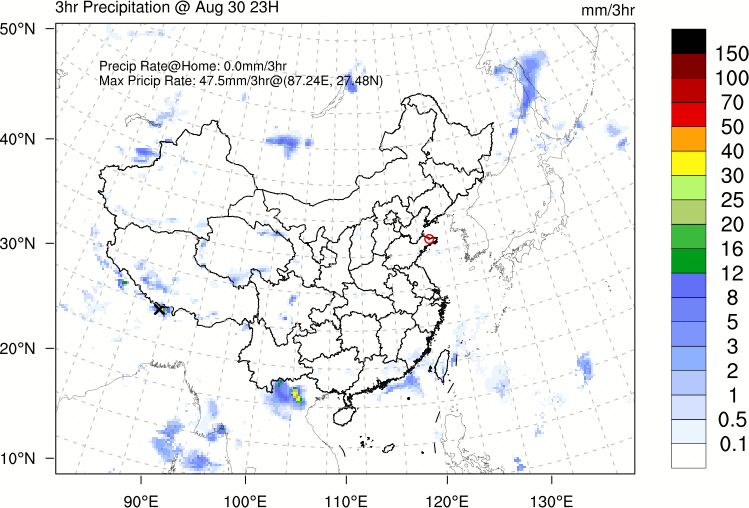 3hr Precipitation @ Aug 30 23H
mm/3hr
Precip Rate@Home: 0.0mm/3hr
Max Pricip Rate: 47.5mm/3hr@(87.24E, 27.48N)
50°N
40°N
30°N
20°N
10°N
90°E
100°E
110°E
120°E
130°E
150
100
70
50
40
30
25
20
16
12
8
5
3
2
1
0.5
0.1